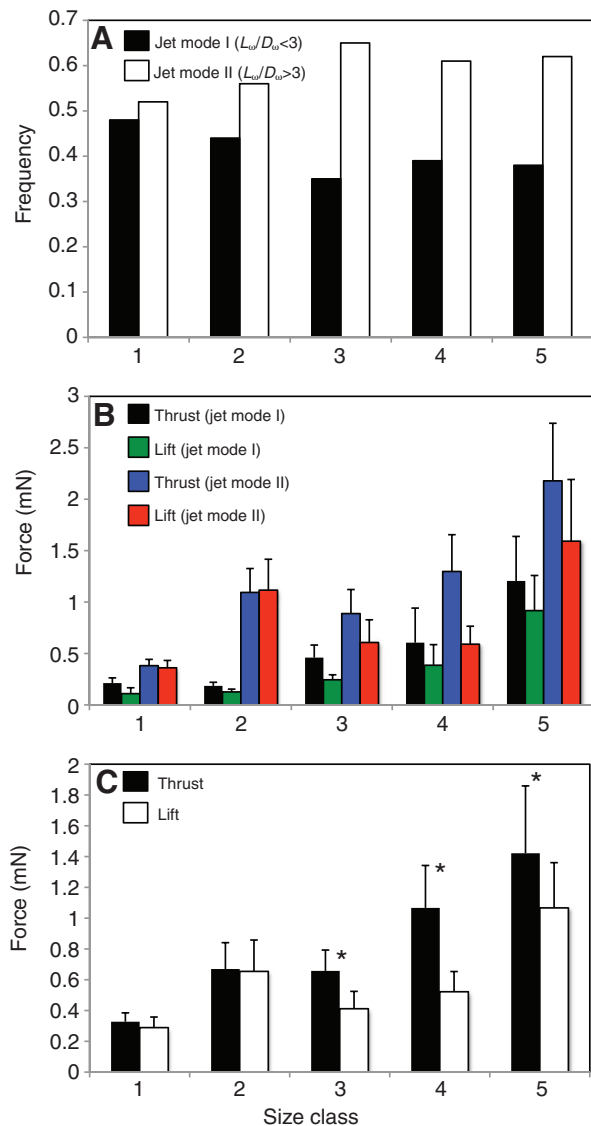 A
Jet mode I (Lω/Dω<3)
Jet mode II (Lω/Dω>3)
Frequency
0.7
0.6
0.5
0.4
0.3
0.2
0.1
0
1 2 3 4 5
B
Thrust (jet mode I)
Lift (jet mode I)
Thrust (jet mode II)
Lift (jet mode II)
Force (mN)
3
2.5
2
1.5
1
0.5
0
1 2 3 4 5
C
Thrust
Lift
Force (mN)
2
1.8
1.6
1.4
1.2
1
0.8
0.6
0.4
0.2
0
* * *
1 2 3 4 5
Size class